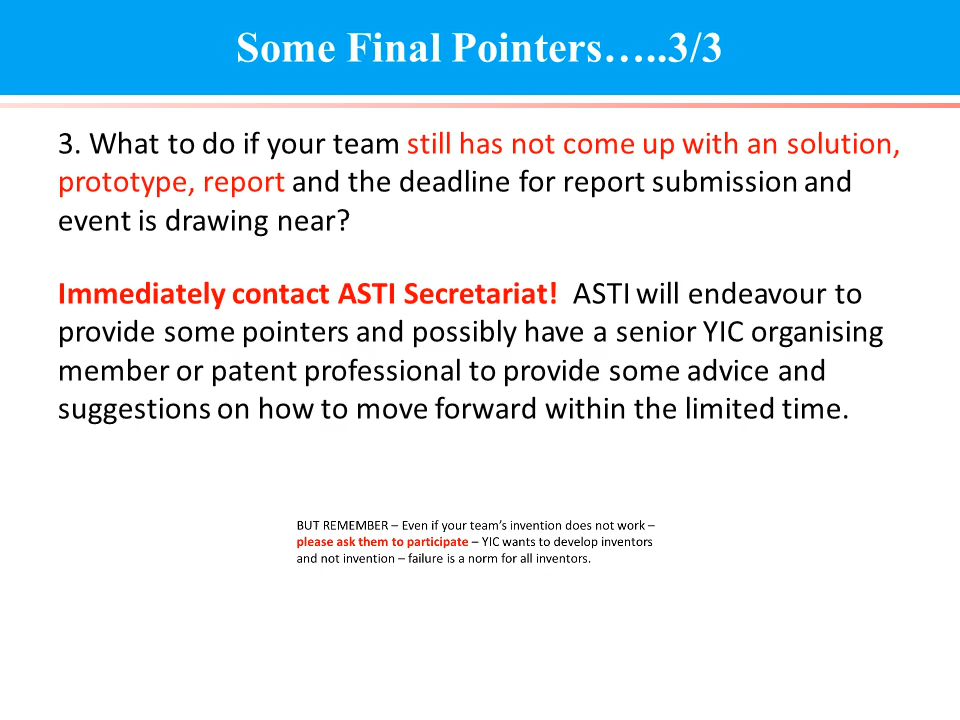 Some Final Pointers…..3/3
3. What to do if your team still has not come up with an solution,
prototype, report and the deadline for report submission and
event is drawing near?
Immediately contact ASTI Secretariat!  ASTI will endeavour to
provide some pointers and possibly have a senior YIC organising
member or patent professional to provide some advice and
suggestions on how to move forward within the limited time.
BUT REMEMBER – Even if your team’s invention does not work –
please ask them to participate – YIC wants to develop inventors
and not invention – failure is a norm for all inventors.